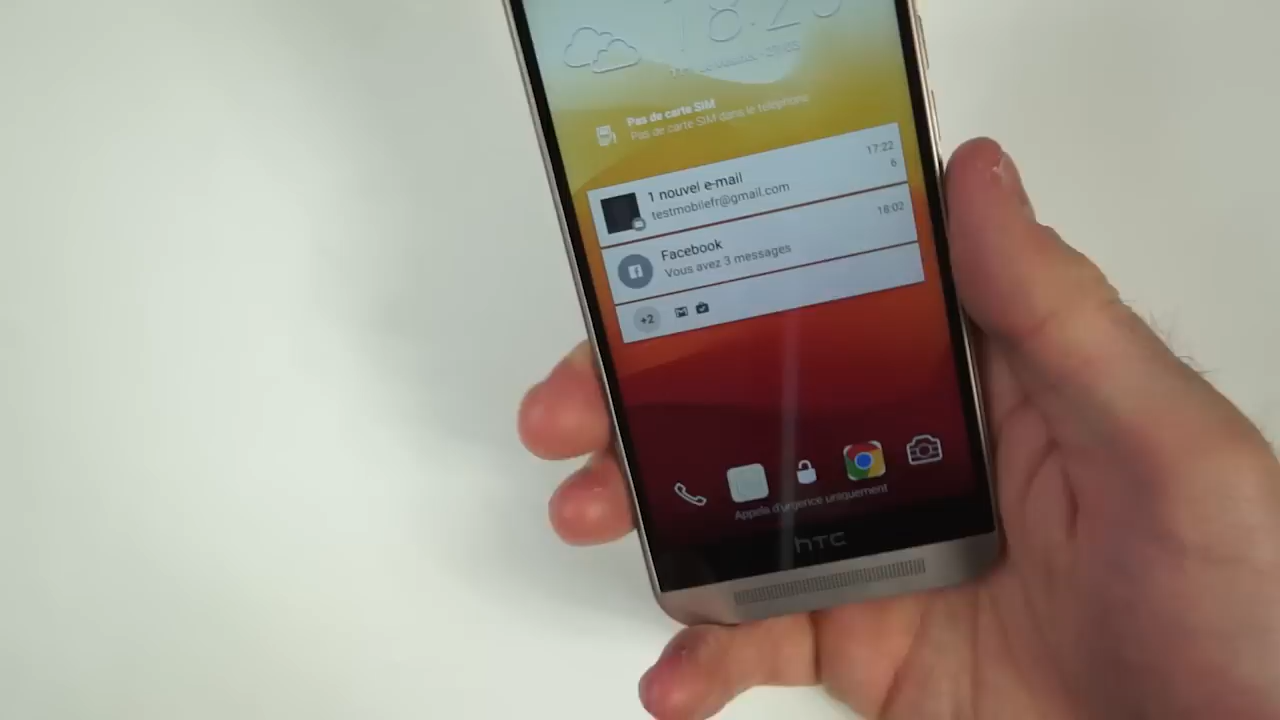 Pas de carte SIM
Pas de carte SIM dans le téléphone
1 nouvel e-mail
17:22
testmobilefr@gmail.com
6
Facebook
18:02
Vous avez 3 messages
+2
Appels d'urgence uniquement
hTC